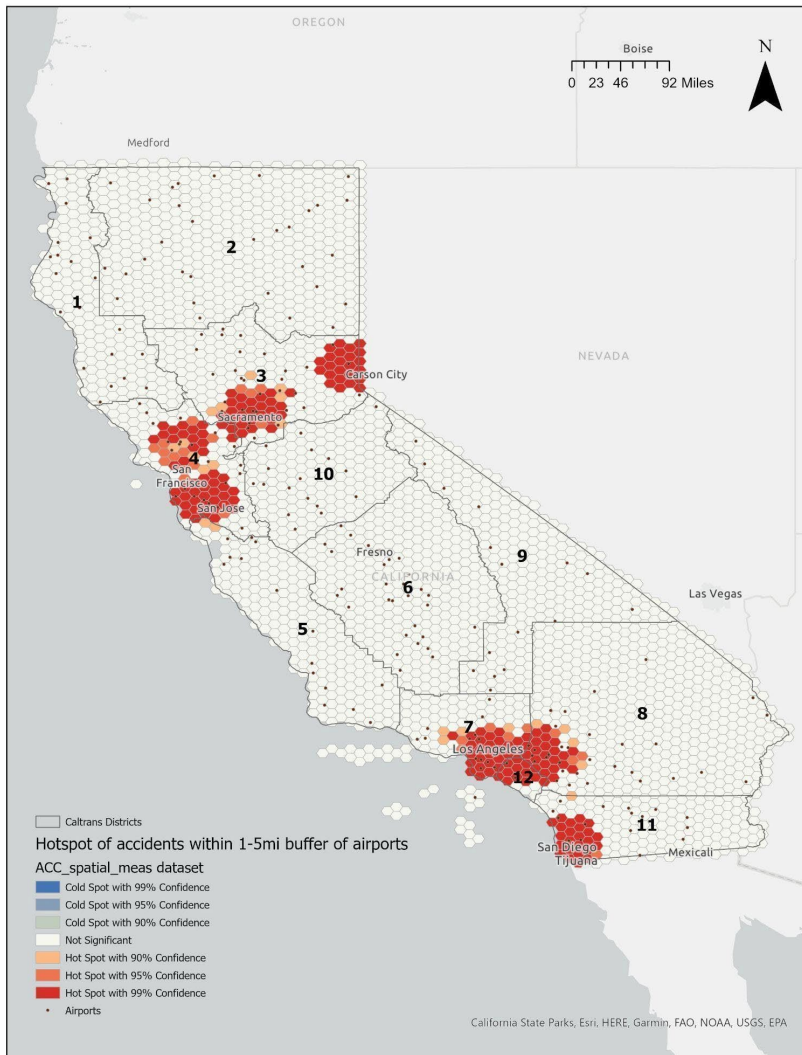 OREGON
Boise
N
0 23 46 92 Miles
Medford
2
1
NEVADA
3
Carson City
Sacramento
4
San
Francisco
10
San Jose
9
Fresno
CALIFORNIA
6
Las Vegas
5
8
7
Los Angeles
12
11
San Diego
Tijuana
Mexicali
Caltrans Districts
Hotspot of accidents within 1-5mi buffer of airports
ACC_spatial_meas dataset
Cold Spot with 99% Confidence
Cold Spot with 95% Confidence
Cold Spot with 90% Confidence
Not Significant
Hot Spot with 90% Confidence
Hot Spot with 95% Confidence
Hot Spot with 99% Confidence
Airports
California State Parks, Esri, HERE, Garmin, FAO, NOAA, USGS, EPA